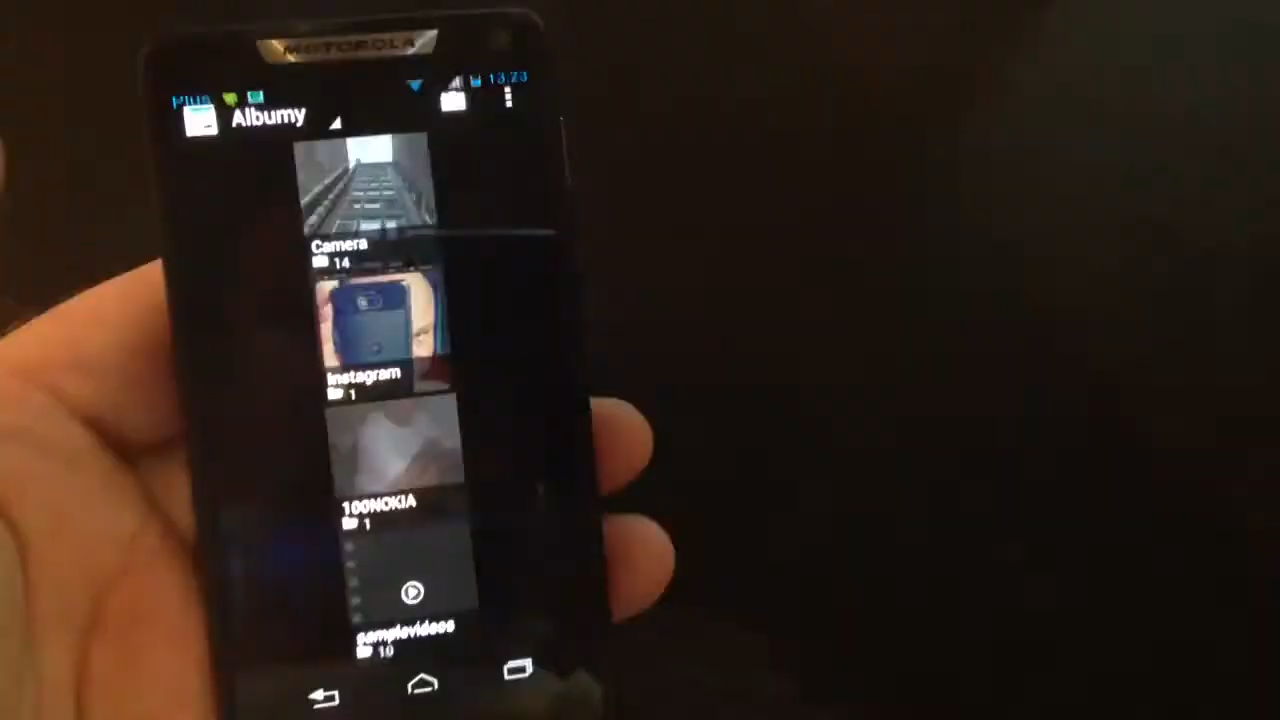 MOTOROLA
Plus 13:23
Albumy
Camera
14
Instagram
1
100NOKIA
1
samplevideos
10